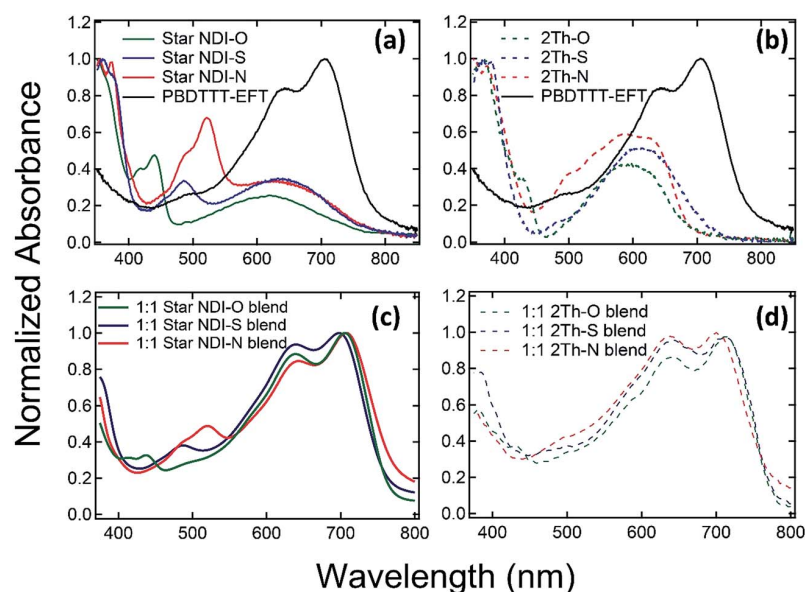 Normalized Absorbance
(a)
Star NDI-O
Star NDI-S
Star NDI-N
PBDTTT-EFT
1.2
1.0
0.8
0.6
0.4
0.2
0.0
400 500 600 700 800
(b)
2Th-O
2Th-S
2Th-N
PBDTTT-EFT
1.2
1.0
0.8
0.6
0.4
0.2
0.0
400 500 600 700 800
(c)
1:1 Star NDI-O blend
1:1 Star NDI-S blend
1:1 Star NDI-N blend
1.2
1.0
0.8
0.6
0.4
0.2
0.0
400 500 600 700 800
(d)
1:1 2Th-O blend
1:1 2Th-S blend
1:1 2Th-N blend
1.2
1.0
0.8
0.6
0.4
0.2
0.0
400 500 600 700 800
Wavelength (nm)